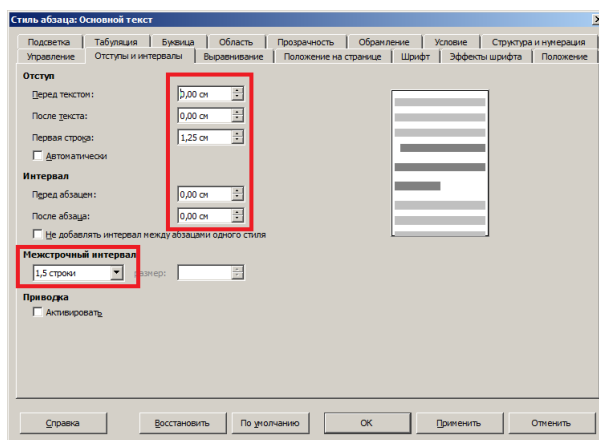 Стиль абзаца: Основной текст
Подсветка Табуляция Буквица Область Прозрачность Обрамление Условие Структура и нумерация
Управление Отступы и интервалы Выравнивание Положение на странице Шрифт Эффекты шрифта Положение
Отступ
Перед текстом: 0,00 см
После текста: 0,00 см
Первая строка: 1,25 см
Автоматически
Интервал
Перед абзацем: 0,00 см
После абзаца: 0,00 см
Не добавлять интервал между абзацами одного стиля
Межстрочный интервал
1,5 строки размер:
Приводка
Активировать
Справка Восстановить По умолчанию ОК Применить Отменить